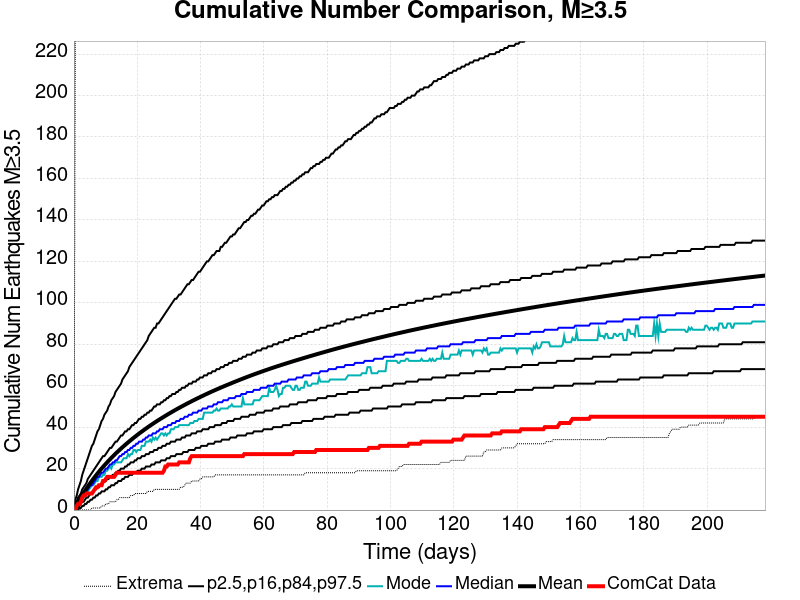 Cumulative Number Comparison, M≥3.5
Cumulative Num Earthquakes M≥3.5
220
200
180
160
140
120
100
80
60
40
20
0
0 20 40 60 80 100 120 140 160 180 200
Time (days)
Extrema p2.5,p16,p84,p97.5 Mode Median Mean ComCat Data